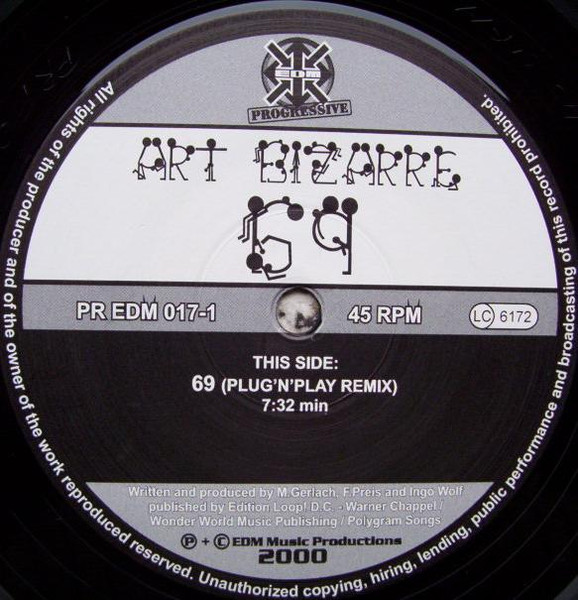 EDM
PROGRESSIVE
ART BIZARRE
69
PR EDM 017-1
45 RPM
LC 6172
THIS SIDE:
69 (PLUG'N'PLAY REMIX)
7:32 min
Written and produced by M.Gerlach, F.Preis and Ingo Wolf
published by Edition Loop! D.C. - Warner Chappel /
Wonder World Music Publishing / Polygram Songs
Ⓟ + Ⓒ EDM Music Productions
2000
All rights of the producer and of the owner of the work reproduced reserved. Unauthorized copying, hiring, lending, public performance and broadcasting of this record prohibited.